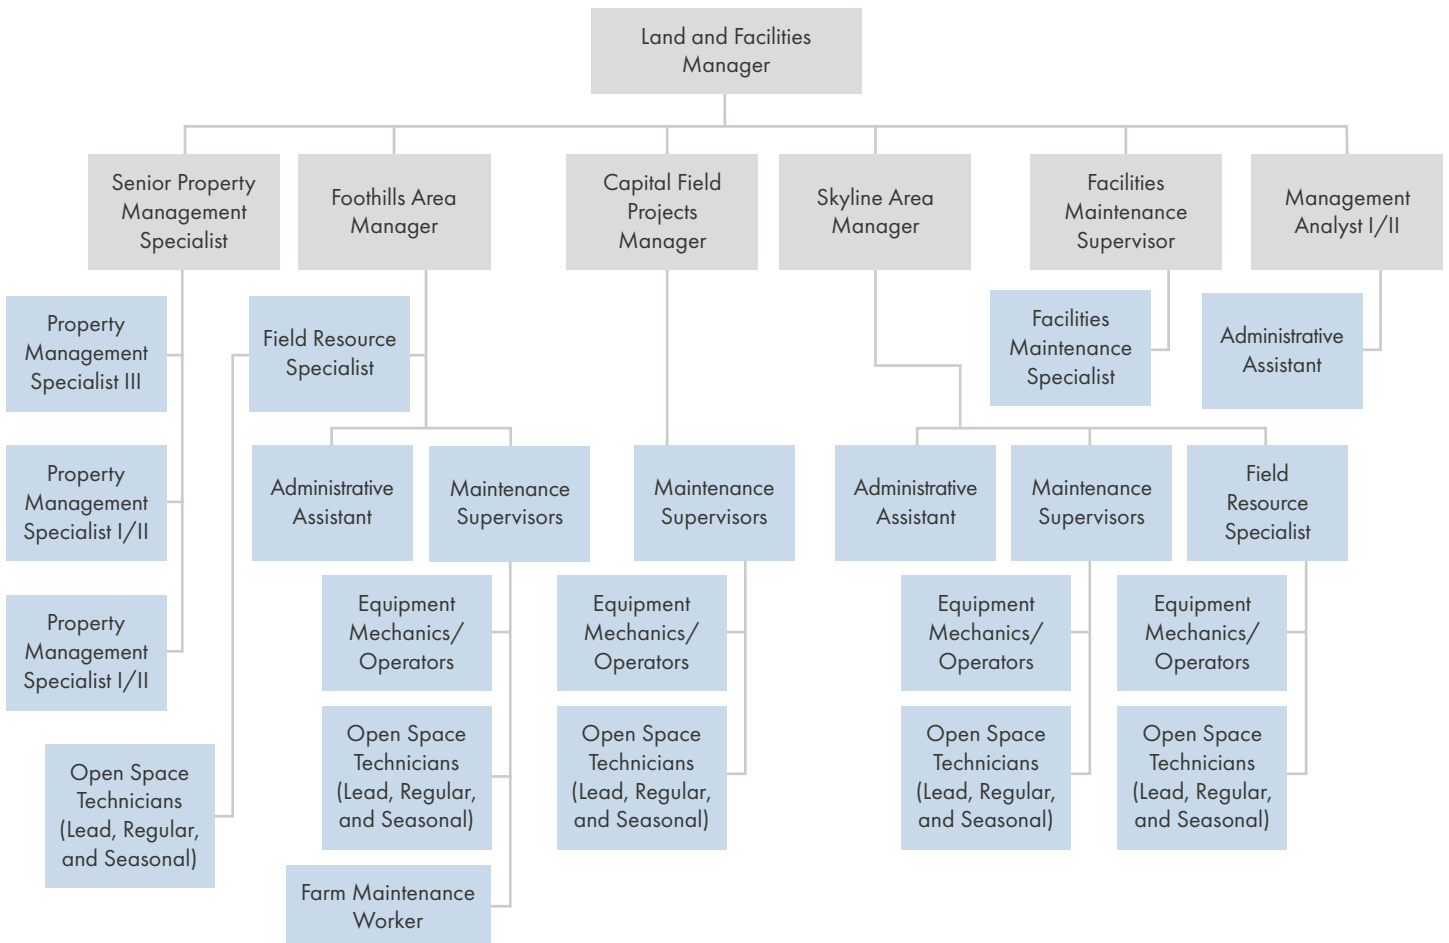 Land and Facilities
Manager
Senior Property
Management
Specialist
Foothills Area
Manager
Capital Field
Projects
Manager
Skyline Area
Manager
Facilities
Maintenance
Supervisor
Management
Analyst I/II
Property
Management
Specialist III
Field Resource
Specialist
Facilities
Maintenance
Specialist
Administrative
Assistant
Property
Management
Specialist I/II
Administrative
Assistant
Maintenance
Supervisors
Maintenance
Supervisors
Administrative
Assistant
Maintenance
Supervisors
Field
Resource
Specialist
Property
Management
Specialist I/II
Equipment
Mechanics/
Operators
Equipment
Mechanics/
Operators
Equipment
Mechanics/
Operators
Equipment
Mechanics/
Operators
Open Space
Technicians
(Lead, Regular,
and Seasonal)
Open Space
Technicians
(Lead, Regular,
and Seasonal)
Open Space
Technicians
(Lead, Regular,
and Seasonal)
Open Space
Technicians
(Lead, Regular,
and Seasonal)
Open Space
Technicians
(Lead, Regular,
and Seasonal)
Farm Maintenance
Worker